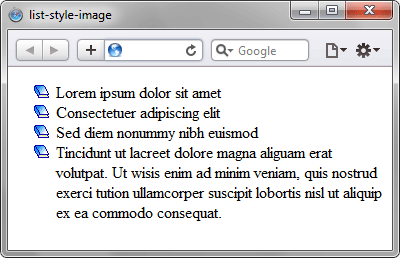 list-style-image
Google
Lorem ipsum dolor sit amet
Consectetuer adipiscing elit
Sed diem nonummy nibh euismod
Tincidunt ut lacreet dolore magna aliguam erat
volutpat. Ut wisis enim ad minim veniam, quis nostrud
exerci tution ullamcorper suscipit lobortis nisl ut aliquip
ex ea commodo consequat.